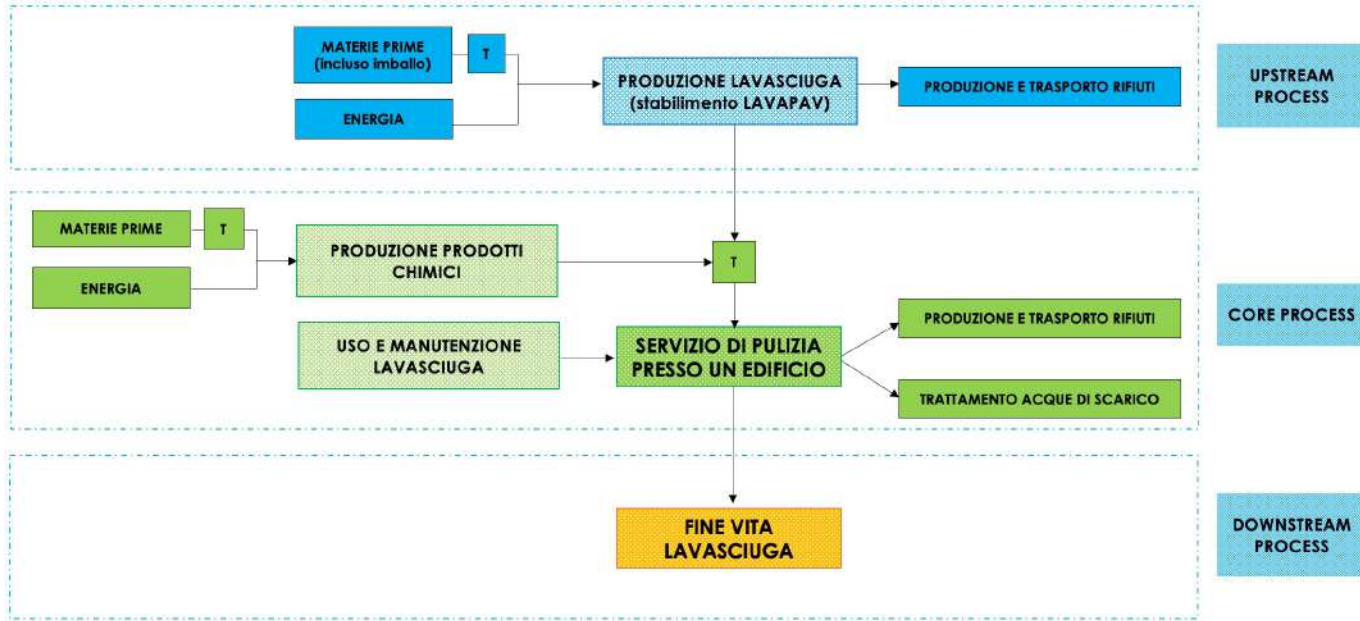 MATERIE PRIME
(incluso imballo)
T
ENERGIA
PRODUZIONE LAVASCIUGA
(stabilimento LAVAPAV)
PRODUZIONE E TRASPORTO RIFIUTI
UPSTREAM
PROCESS
MATERIE PRIME
T
ENERGIA
PRODUZIONE PRODOTTI
CHIMICI
T
USO E MANUTENZIONE
LAVASCIUGA
SERVIZIO DI PULIZIA
PRESSO UN EDIFICIO
PRODUZIONE E TRASPORTO RIFIUTI
TRATTAMENTO ACQUE DI SCARICO
CORE PROCESS
FINE VITA
LAVASCIUGA
DOWNSTREAM
PROCESS